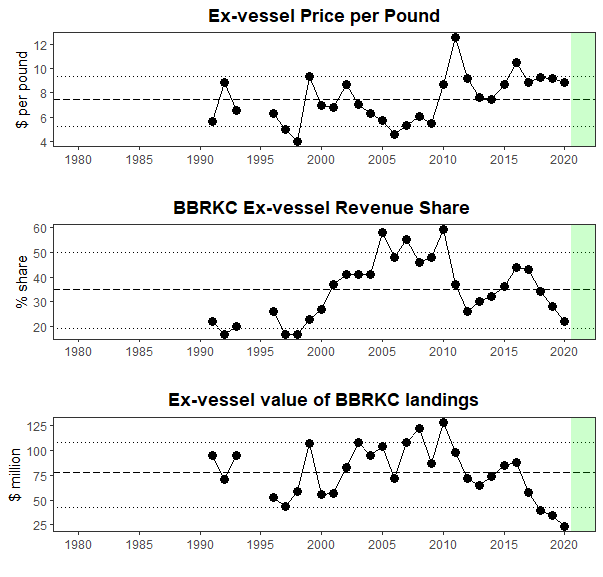 Ex-vessel Price per Pound
$ per pound
12
10
8
6
4
1980 1985 1990 1995 2000 2005 2010 2015 2020
BBRKC Ex-vessel Revenue Share
% share
60
50
40
30
20
1980 1985 1990 1995 2000 2005 2010 2015 2020
Ex-vessel value of BBRKC landings
$ million
125
100
75
50
25
1980 1985 1990 1995 2000 2005 2010 2015 2020